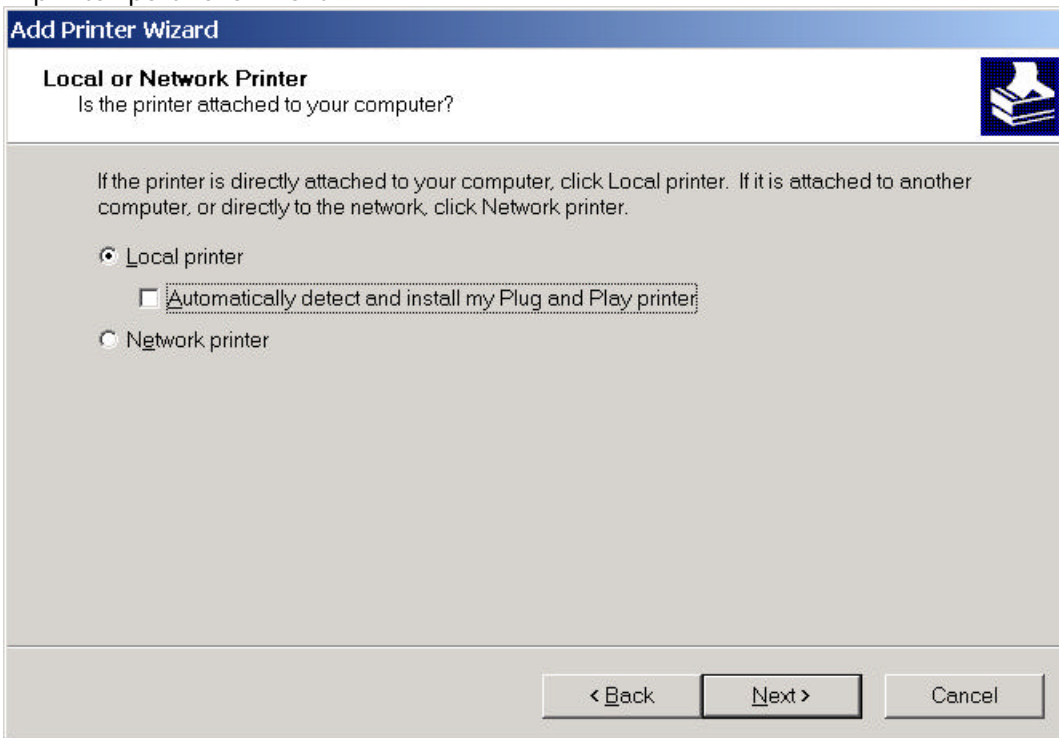 Add Printer Wizard
Local or Network Printer
Is the printer attached to your computer?
If the printer is directly attached to your computer, click Local printer. If it is attached to another
computer, or directly to the network, click Network printer.
Local printer
Automatically detect and install my Plug and Play printer
Network printer
< Back
Next >
Cancel